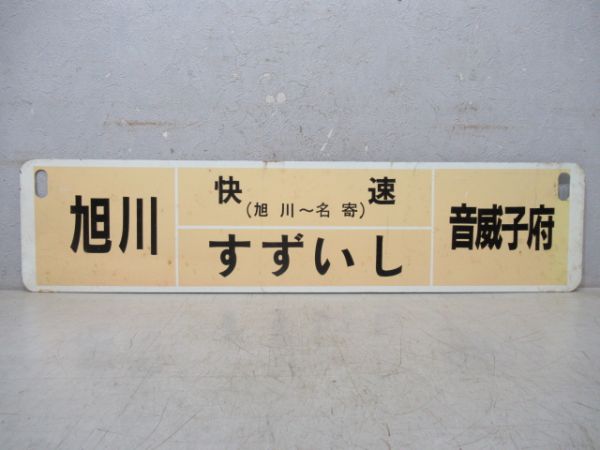 旭川
快速
(旭川～名寄)
すずいし
音威子府